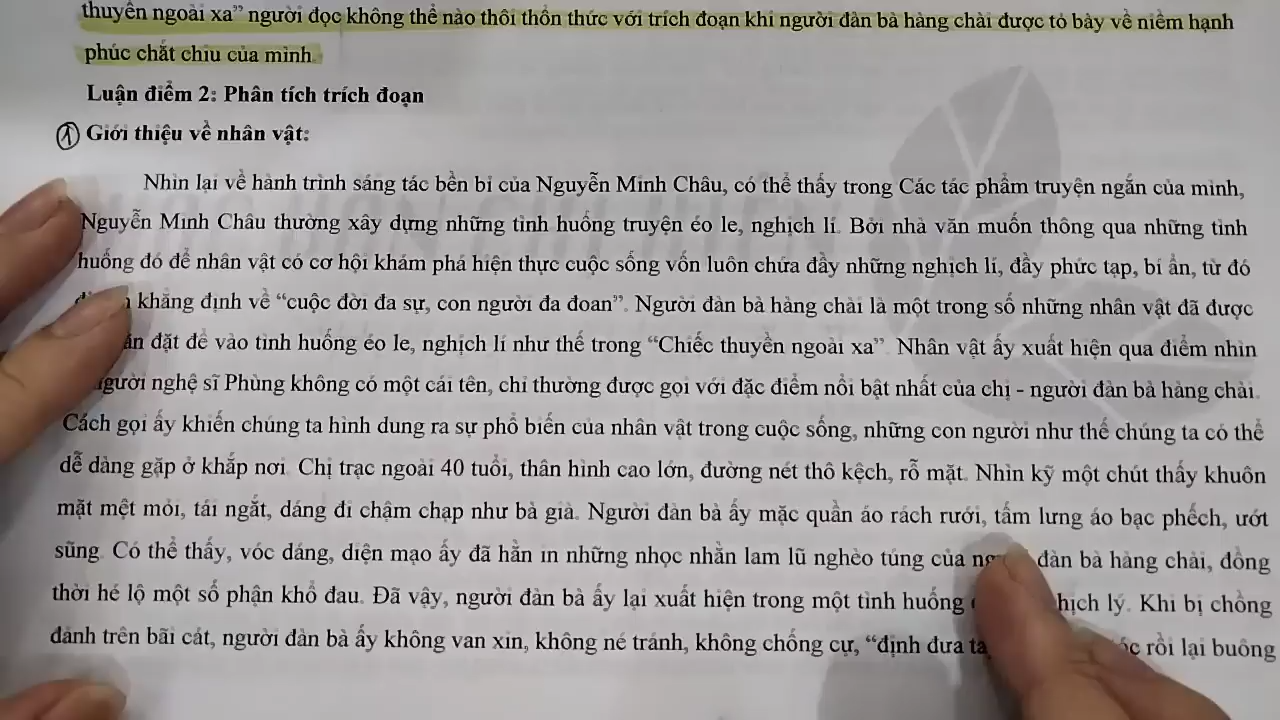 thuyền ngoài xa” người đọc không thể nào thôi thổn thức với trích đoạn khi người đàn bà hàng chài được tỏ bày về niềm hạnh
phúc chắt chiu của mình.
Luận điểm 2: Phân tích trích đoạn
1 Giới thiệu về nhân vật:
Nhìn lại về hành trình sáng tác bền bỉ của Nguyễn Minh Châu, có thể thấy trong Các tác phẩm truyện ngắn của mình,
Nguyễn Minh Châu thường xây dựng những tình huống truyện éo le, nghịch lí. Bởi nhà văn muốn thông qua những tình
huống đó để nhân vật có cơ hội khám phá hiện thực cuộc sống vốn luôn chứa đầy những nghịch lí, đầy phức tạp, bí ẩn, từ đó
khẳng định về “cuộc đời đa sự, con người đa đoan”. Người đàn bà hàng chài là một trong số những nhân vật đã được
đặt để vào tình huống éo le, nghịch lí như thế trong “Chiếc thuyền ngoài xa”. Nhân vật ấy xuất hiện qua điểm nhìn
người nghệ sĩ Phùng không có một cái tên, chỉ thường được gọi với đặc điểm nổi bật nhất của chị - người đàn bà hàng chài.
Cách gọi ấy khiến chúng ta hình dung ra sự phổ biến của nhân vật trong cuộc sống, những con người như thế chúng ta có thể
dễ dàng gặp ở khắp nơi. Chị trạc ngoài 40 tuổi, thân hình cao lớn, đường nét thô kệch, rỗ mặt. Nhìn kỹ một chút thấy khuôn
mặt mệt mỏi, tái ngắt, dáng đi chậm chạp như bà già. Người đàn bà ấy mặc quần áo rách rưới, tấm lưng áo bạc phếch, ướt
sũng. Có thể thấy, vóc dáng, diện mạo ấy đã hằn in những nhọc nhằn lam lũ nghèo túng của đàn bà hàng chài, đồng
thời hé lộ một số phận khổ đau. Đã vậy, người đàn bà ấy lại xuất hiện trong một tình huống lý. Khi bị chồng
đánh trên bãi cát, người đàn bà ấy không van xin, không né tránh, không chống cự, “định đưa rồi lại buông